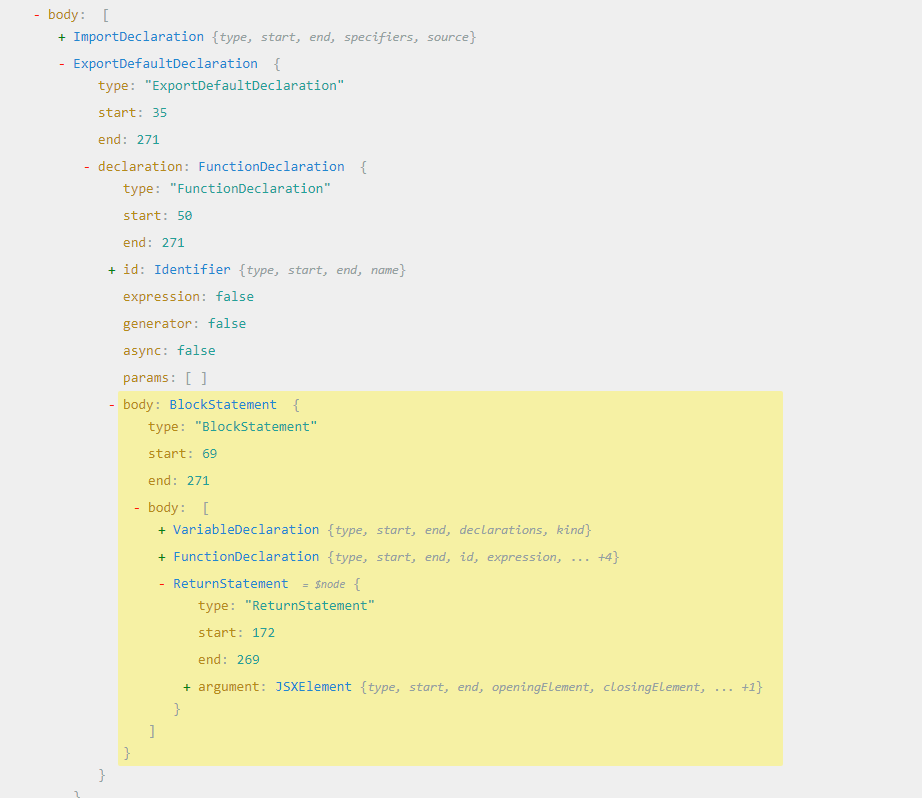 - body: [
+ ImportDeclaration {type, start, end, specifiers, source}
- ExportDefaultDeclaration {
type: "ExportDefaultDeclaration"
start: 35
end: 271
- declaration: FunctionDeclaration {
type: "FunctionDeclaration"
start: 50
end: 271
+ id: Identifier {type, start, end, name}
expression: false
generator: false
async: false
params: [ ]
- body: BlockStatement {
type: "BlockStatement"
start: 69
end: 271
- body: [
+ VariableDeclaration {type, start, end, declarations, kind}
+ FunctionDeclaration {type, start, end, id, expression, ... +4}
- ReturnStatement = $node {
type: "ReturnStatement"
start: 172
end: 269
+ argument: JSXElement {type, start, end, openingElement, closingElement, ... +1}
}
]
}
}
}